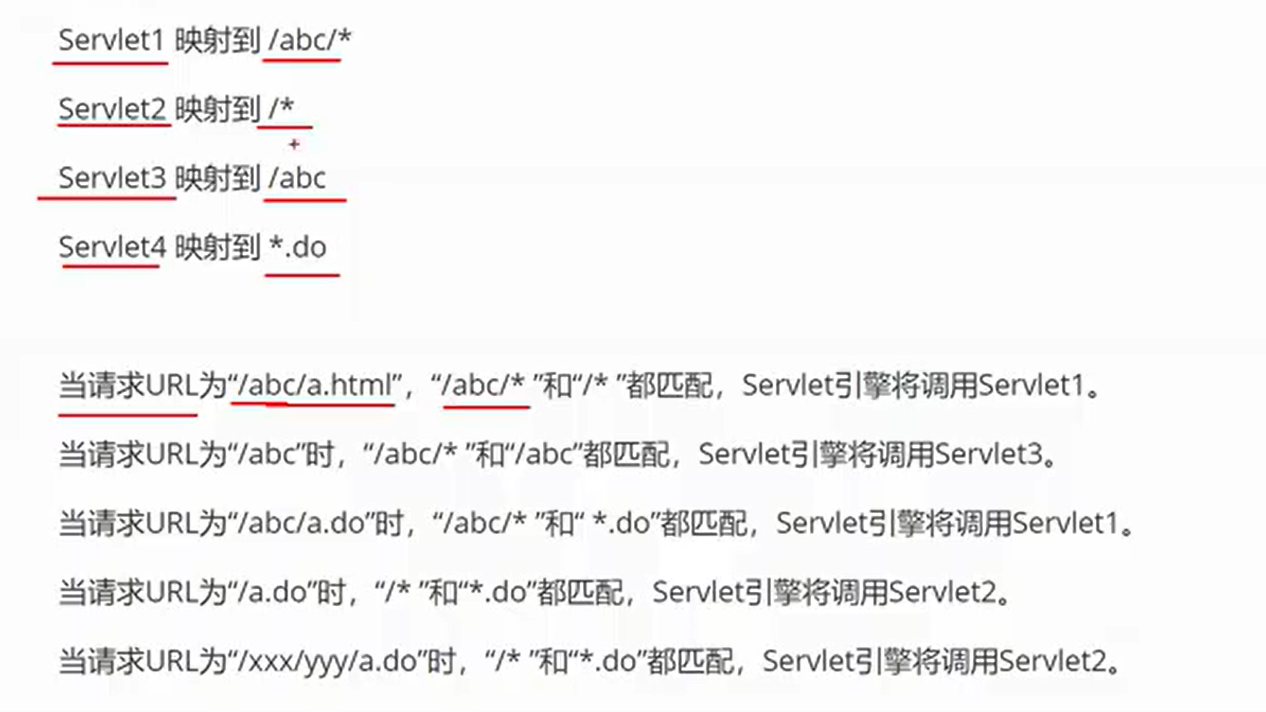 Servlet1 映射到 /abc/*
Servlet2 映射到 /*
Servlet3 映射到 /abc
Servlet4 映射到 *.do
当请求URL为“/abc/a.html”，“/abc/* ”和“/* ”都匹配，Servlet引擎将调用Servlet1。
当请求URL为“/abc”时，“/abc/* ”和“/abc”都匹配，Servlet引擎将调用Servlet3。
当请求URL为“/abc/a.do”时，“/abc/* ”和“ *.do”都匹配，Servlet引擎将调用Servlet1。
当请求URL为“/a.do”时，“/* ”和“*.do”都匹配，Servlet引擎将调用Servlet2。
当请求URL为“/xxx/yyy/a.do”时，“/* ”和“*.do”都匹配，Servlet引擎将调用Servlet2。